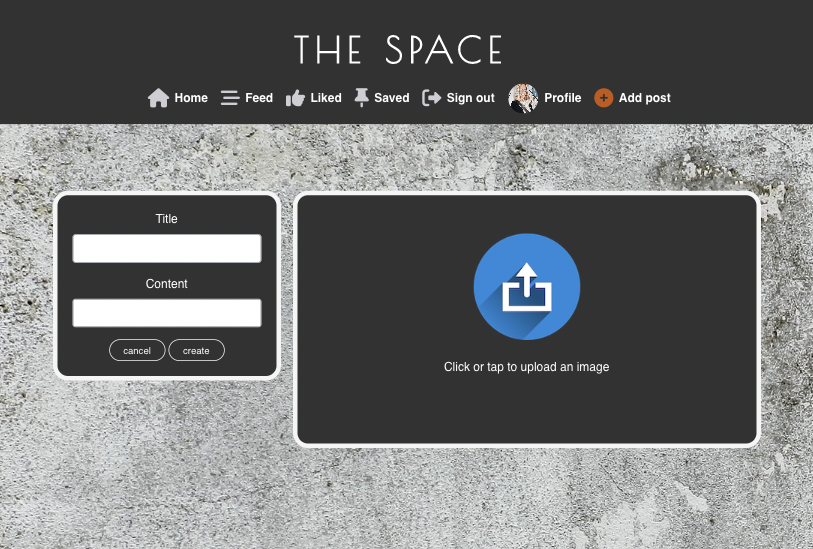 THE SPACE
Home Feed Liked Saved Sign out Profile Add post
Title
Content
cancel create
Click or tap to upload an image